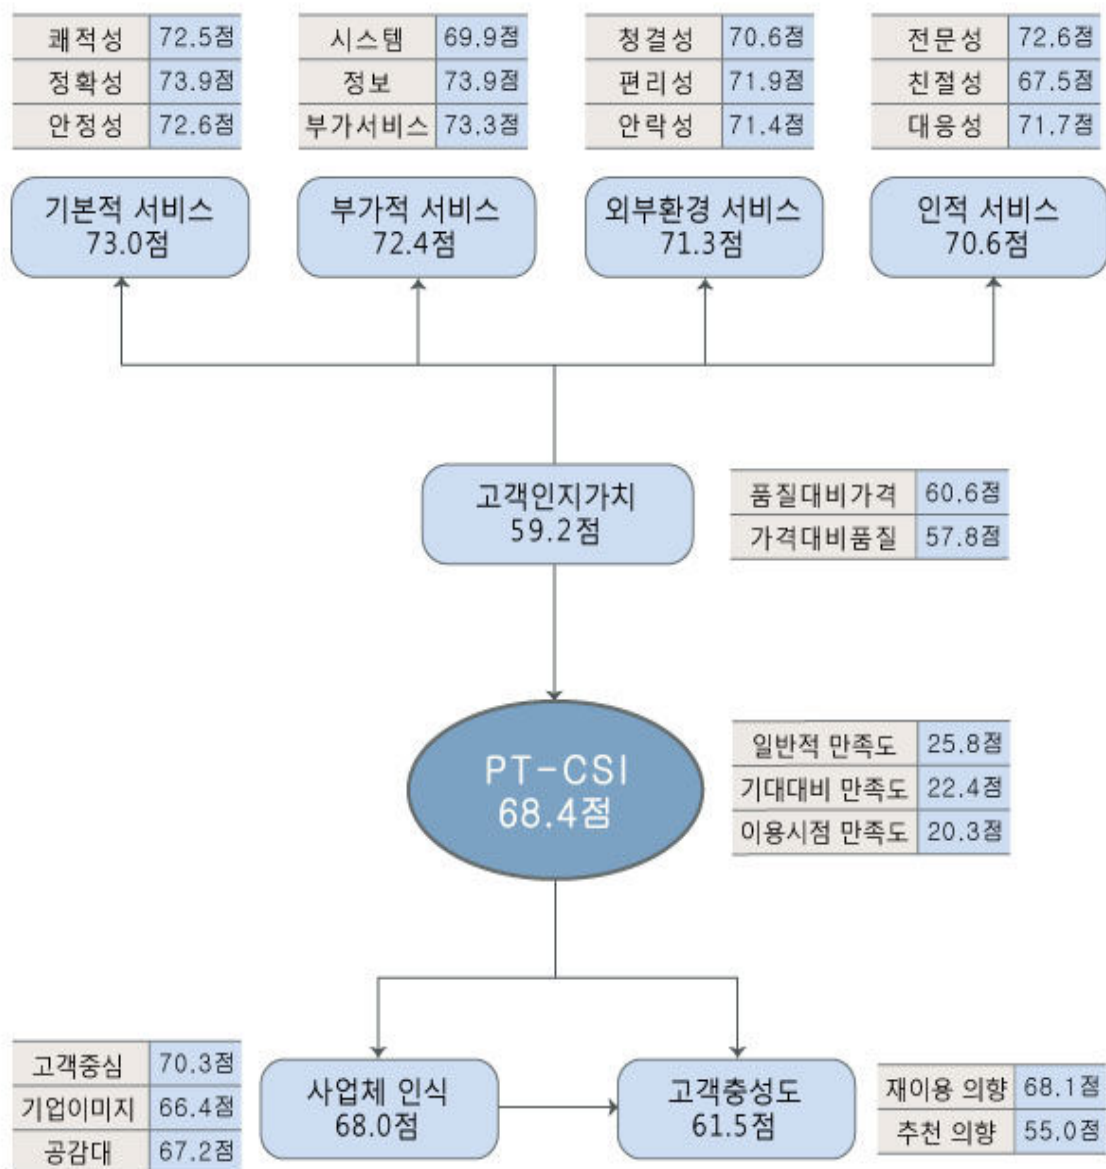 쾌적성 72.5점
정확성 73.9점
안정성 72.6점
시스템 69.9점
정보 73.9점
부가서비스 73.3점
청결성 70.6점
편리성 71.9점
안락성 71.4점
전문성 72.6점
친절성 67.5점
대응성 71.7점
기본적 서비스
73.0점
부가적 서비스
72.4점
외부환경 서비스
71.3점
인적 서비스
70.6점
고객인지가치
59.2점
품질대비가격 60.6점
가격대비품질 57.8점
PT-CSI
68.4점
일반적 만족도 25.8점
기대대비 만족도 22.4점
이용시점 만족도 20.3점
고객중심 70.3점
기업이미지 66.4점
공감대 67.2점
사업체 인식
68.0점
고객충성도
61.5점
재이용 의향 68.1점
추천 의향 55.0점